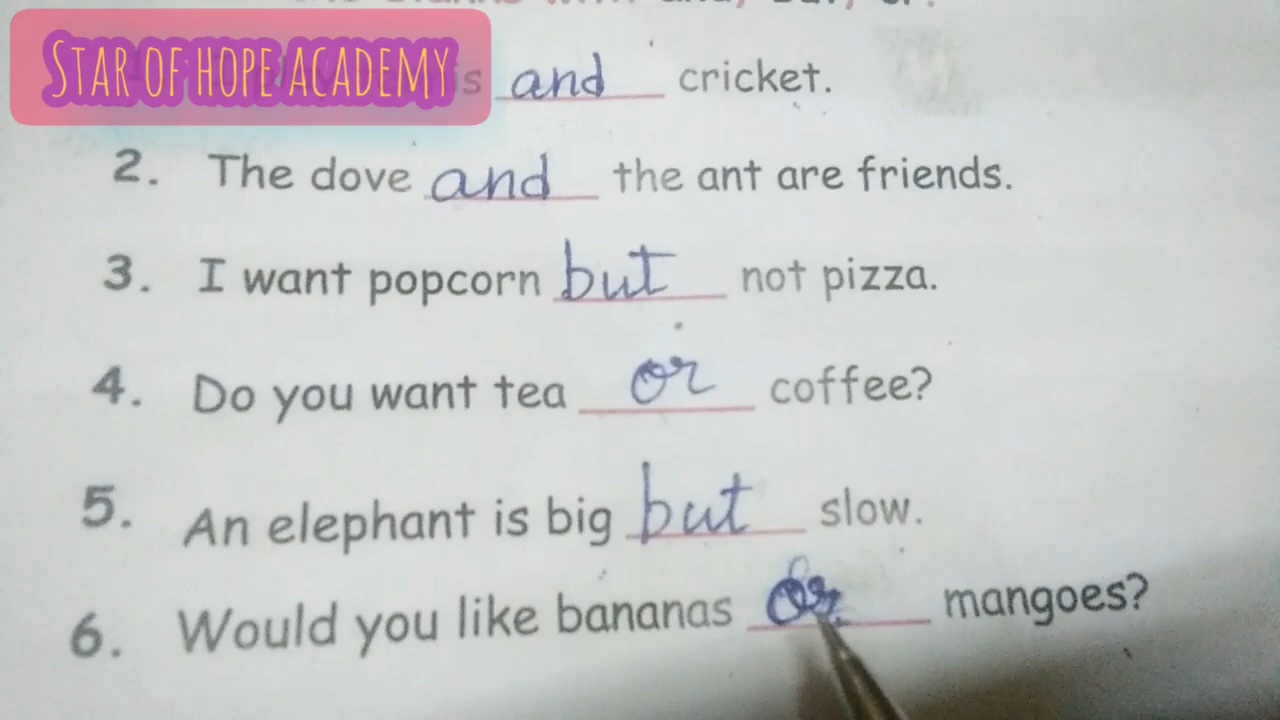 STAR OF HOPE ACADEMY
and cricket.
2. The dove and the ant are friends.
3. I want popcorn but not pizza.
4. Do you want tea or coffee?
5. An elephant is big but slow.
6. Would you like bananas or mangoes?